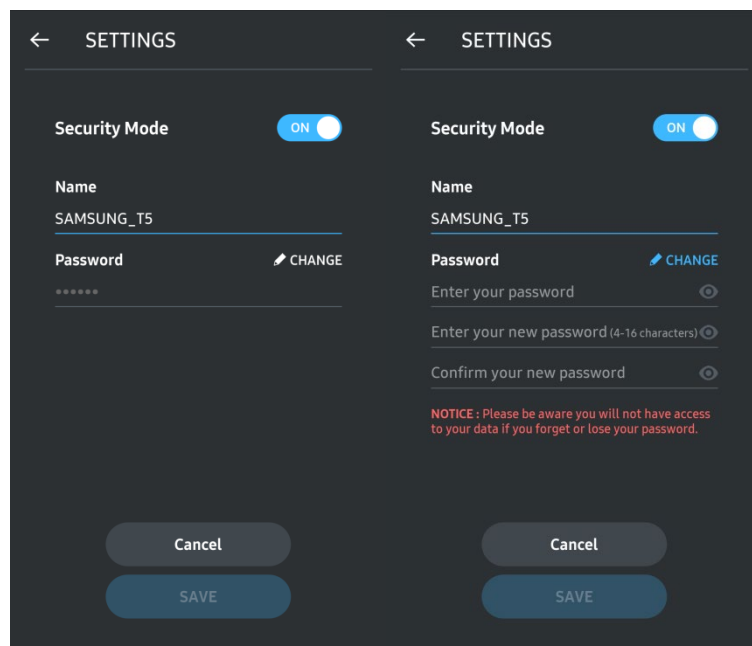 ← SETTINGS
Security Mode ON
Name
SAMSUNG_T5
Password CHANGE
••••••
Cancel
SAVE
← SETTINGS
Security Mode ON
Name
SAMSUNG_T5
Password CHANGE
Enter your password
Enter your new password (4-16 characters)
Confirm your new password
NOTICE : Please be aware you will not have access
to your data if you forget or lose your password.
Cancel
SAVE